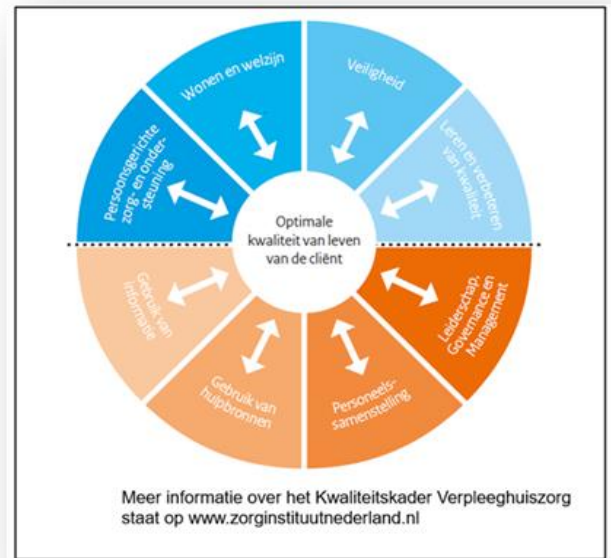 Wonen en welzijn
Veiligheid
Persoonsgerichte
zorg- en onder-
steuning
Leren en verbeteren
van kwaliteit
Optimale
kwaliteit van leven
van de cliënt
Gebruik van
informatie
Leiderschap,
Governance en
Management
Gebruik van
hulpbronnen
Personeels-
samenstelling
Meer informatie over het Kwaliteitskader Verpleeghuiszorg
staat op www.zorginstituutnederland.nl